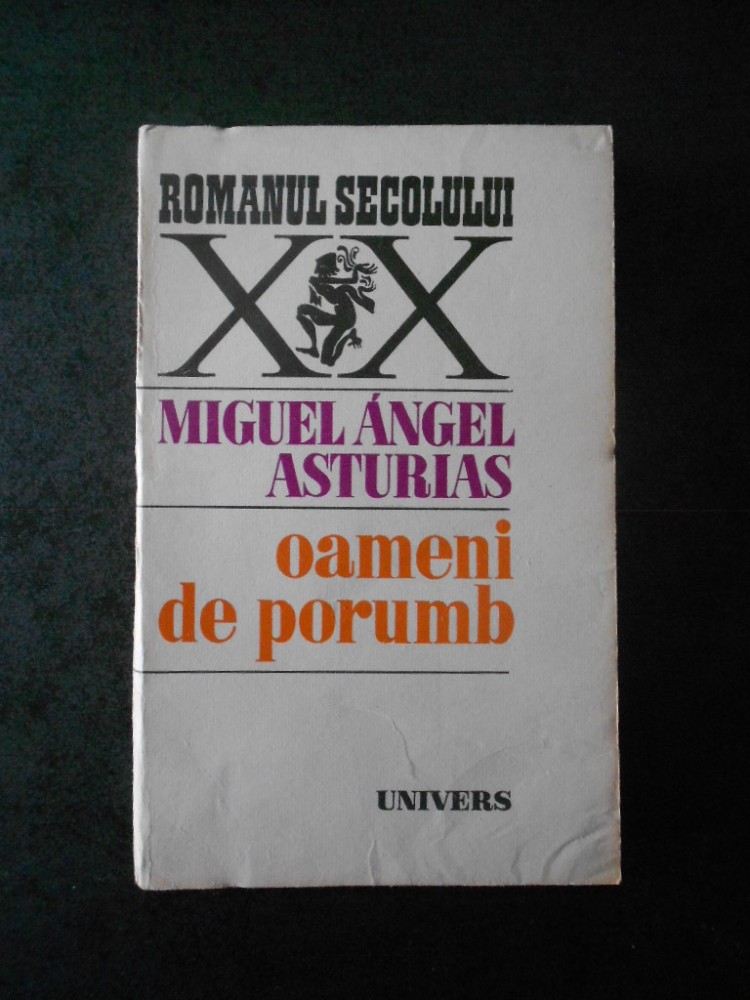 ROMANUL SECOLULUI
XX
MIGUEL ÁNGEL
ASTURIAS
oameni
de porumb
UNIVERS